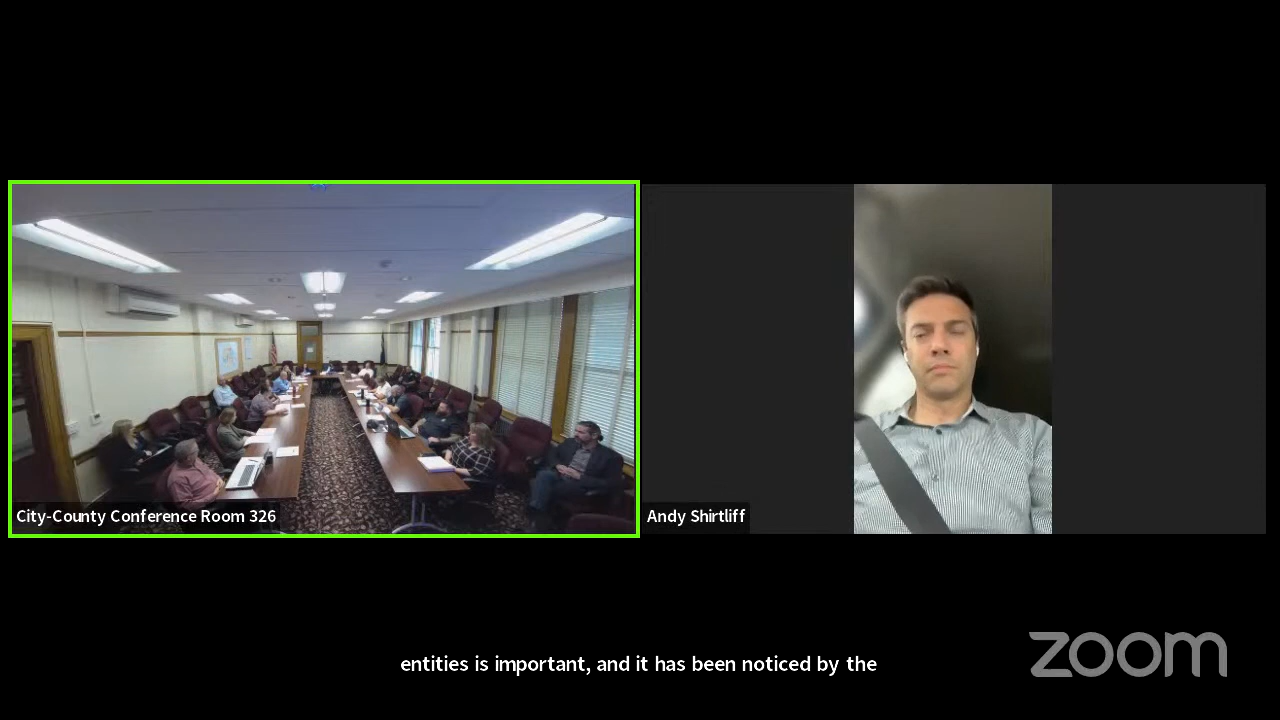 City-County Conference Room 326
Andy Shirtliff
entities is important, and it has been noticed by the
zoom